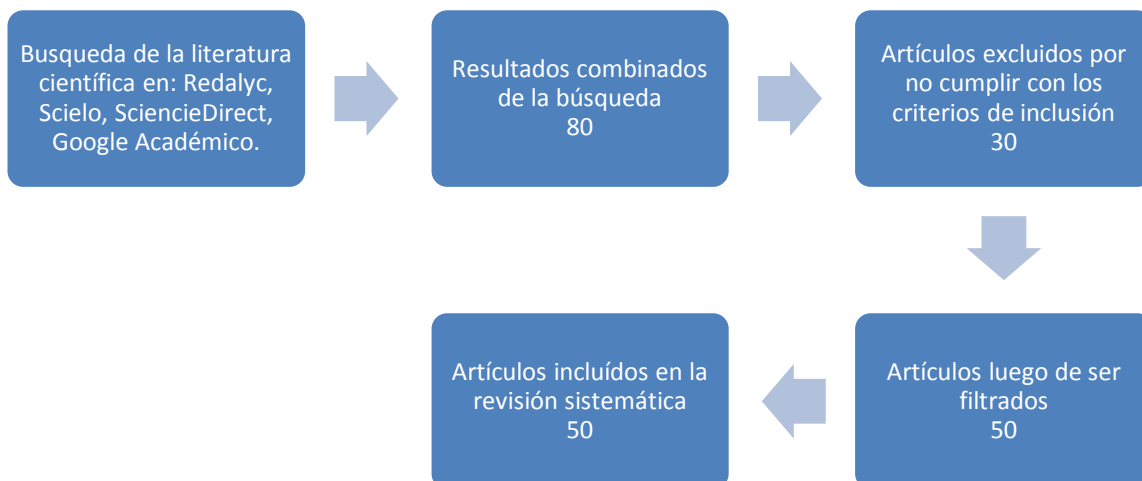 Busqueda de la literatura
científica en: Redalyc,
Scielo, SciencieDirect,
Google Académico.
Resultados combinados
de la búsqueda
80
Artículos excluidos por
no cumplir con los
criterios de inclusión
30
Artículos luego de ser
filtrados
50
Artículos incluídos en la
revisión sistemática
50